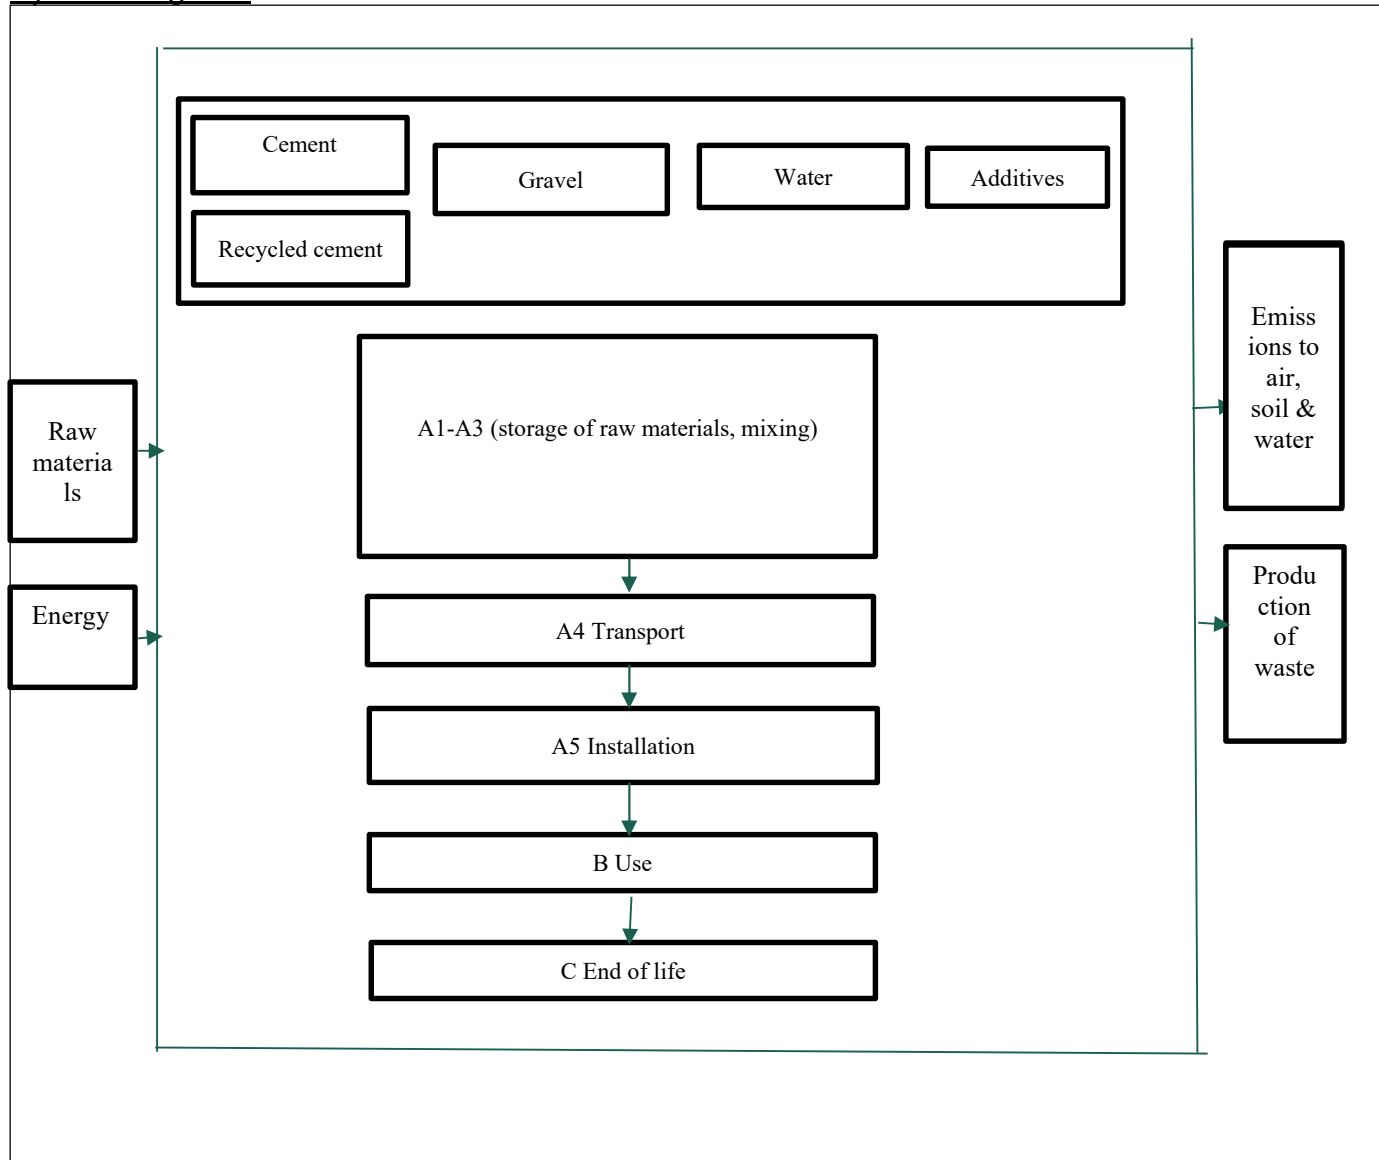 Cement
Gravel
Water
Additives
Recycled cement
Emiss
ions to
air,
soil &
water
A1-A3 (storage of raw materials, mixing)
Raw
materia
ls
Produ
ction
of
waste
Energy
A4 Transport
A5 Installation
B Use
C End of life